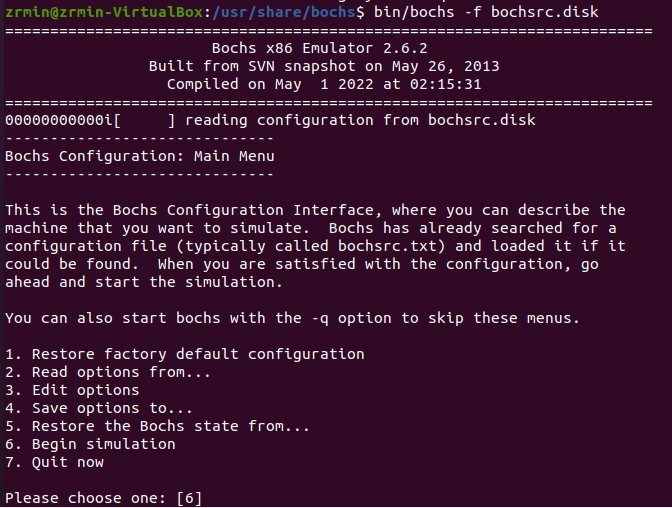 zrmin@zrmin-VirtualBox:/usr/share/bochs$ bin/bochs -f bochsrc.disk
========================================================================
                       Bochs x86 Emulator 2.6.2
                Built from SVN snapshot on May 26, 2013
                  Compiled on May  1 2022 at 02:15:31
========================================================================
00000000000i[     ] reading configuration from bochsrc.disk
------------------------------
Bochs Configuration: Main Menu
------------------------------

This is the Bochs Configuration Interface, where you can describe the
machine that you want to simulate.  Bochs has already searched for a
configuration file (typically called bochsrc.txt) and loaded it if it
could be found.  When you are satisfied with the configuration, go
ahead and start the simulation.

You can also start bochs with the -q option to skip these menus.

1. Restore factory default configuration
2. Read options from...
3. Edit options
4. Save options to...
5. Restore the Bochs state from...
6. Begin simulation
7. Quit now

Please choose one: [6]